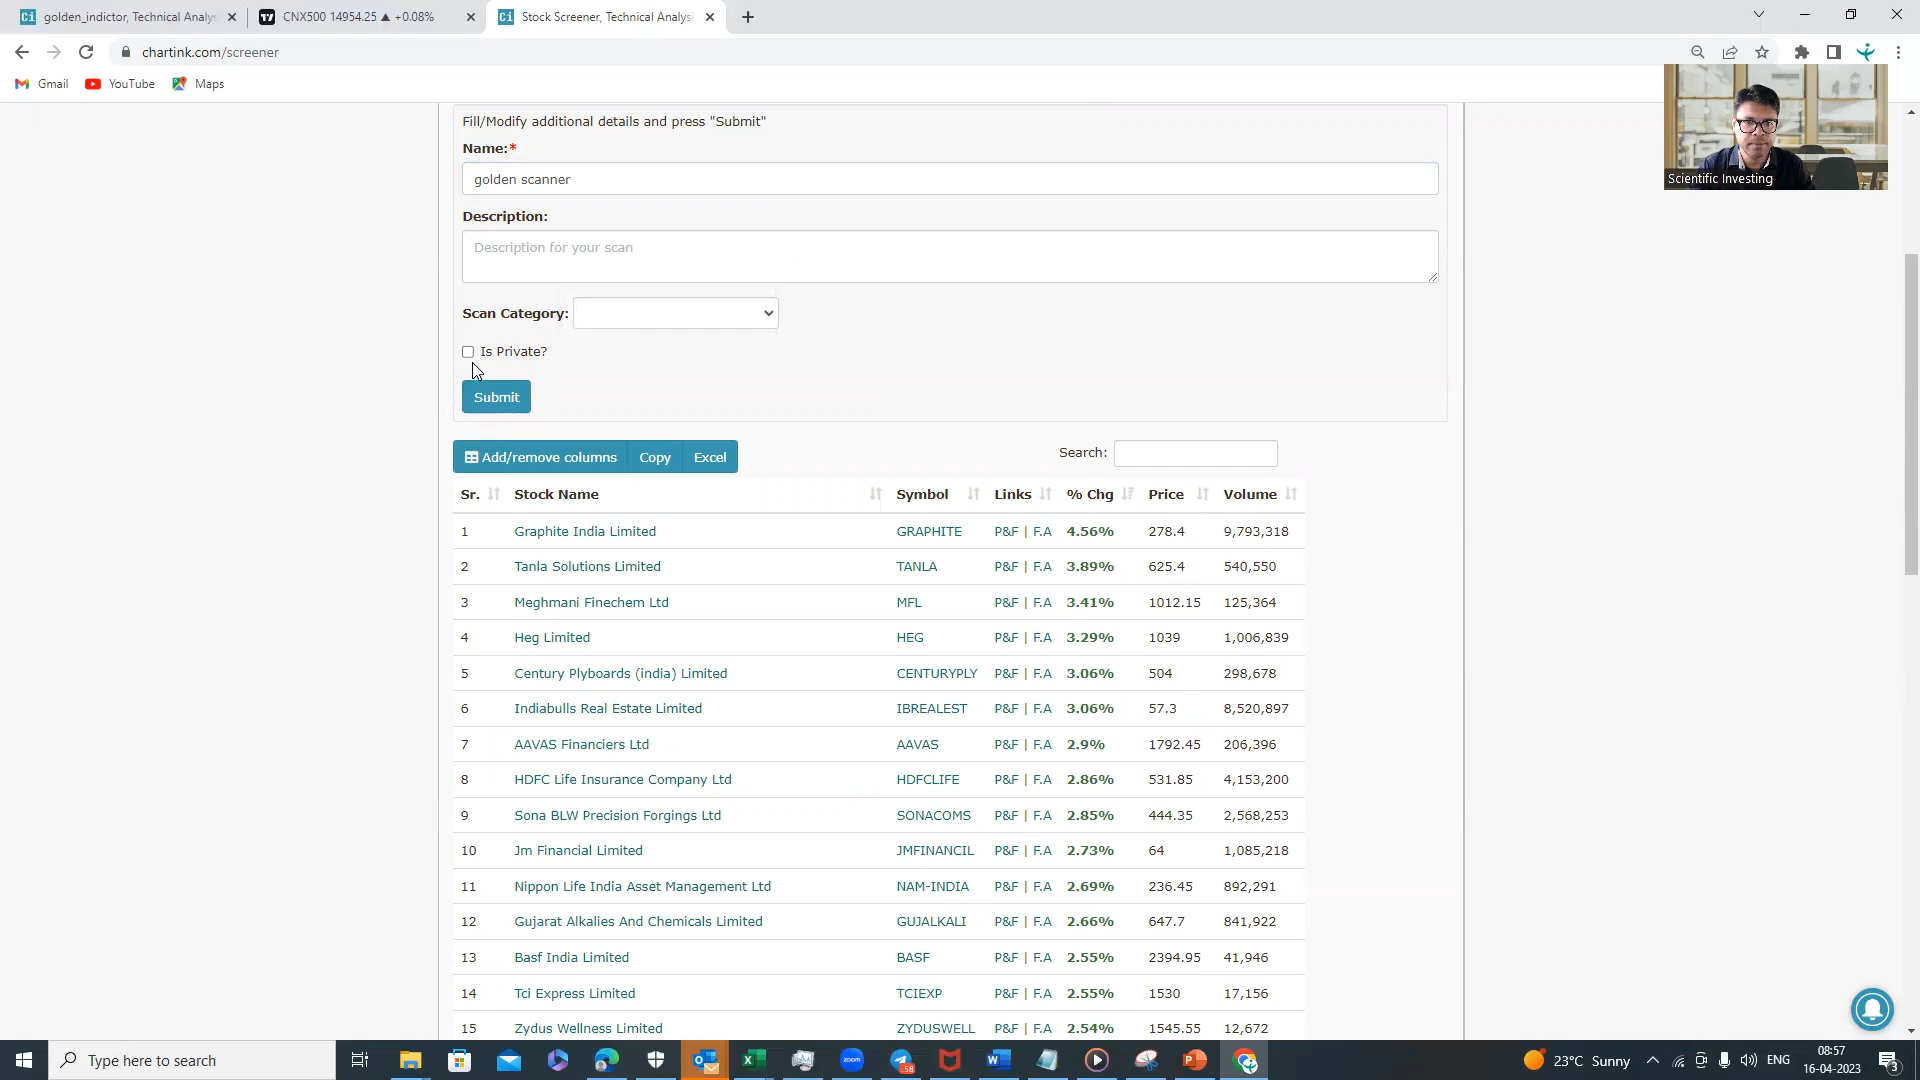 golden_indictor, Technical Analys
CNX500 14954.25 ▲ +0.08%
Stock Screener, Technical Analys
chartink.com/screener
Gmail YouTube Maps
Scientific Investing
Fill/Modify additional details and press "Submit"
Name:*
golden scanner
Description:
Description for your scan
Scan Category:
Is Private?
Submit
Add/remove columns Copy Excel Search:
Sr. Stock Name Symbol Links % Chg Price Volume
1 Graphite India Limited GRAPHITE P&F | F.A 4.56% 278.4 9,793,318
2 Tanla Solutions Limited TANLA P&F | F.A 3.89% 625.4 540,550
3 Meghmani Finechem Ltd MFL P&F | F.A 3.41% 1012.15 125,364
4 Heg Limited HEG P&F | F.A 3.29% 1039 1,006,839
5 Century Plyboards (india) Limited CENTURYPLY P&F | F.A 3.06% 504 298,678
6 Indiabulls Real Estate Limited IBREALEST P&F | F.A 3.06% 57.3 8,520,897
7 AAVAS Financiers Ltd AAVAS P&F | F.A 2.9% 1792.45 206,396
8 HDFC Life Insurance Company Ltd HDFCLIFE P&F | F.A 2.86% 531.85 4,153,200
9 Sona BLW Precision Forgings Ltd SONACOMS P&F | F.A 2.85% 444.35 2,568,253
10 Jm Financial Limited JMFINANCIL P&F | F.A 2.73% 64 1,085,218
11 Nippon Life India Asset Management Ltd NAM-INDIA P&F | F.A 2.69% 236.45 892,291
12 Gujarat Alkalies And Chemicals Limited GUJALKALI P&F | F.A 2.66% 647.7 841,922
13 Basf India Limited BASF P&F | F.A 2.55% 2394.95 41,946
14 Tci Express Limited TCIEXP P&F | F.A 2.55% 1530 17,156
15 Zydus Wellness Limited ZYDUSWELL P&F | F.A 2.54% 1545.55 12,672
Type here to search
23°C Sunny
ENG
08:57
16-04-2023